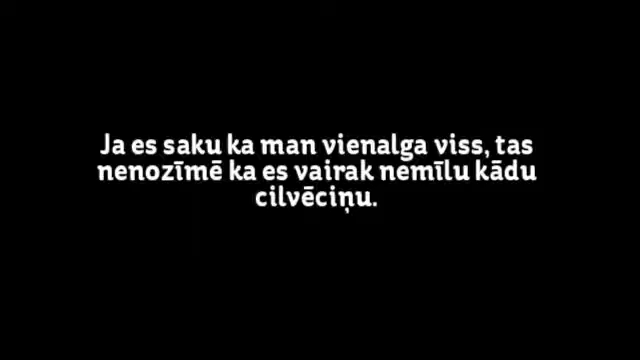 Ja es saku ka man vienalga viss, tas
nenozīmē ka es vairak nemīlu kādu
cilvēciņu.